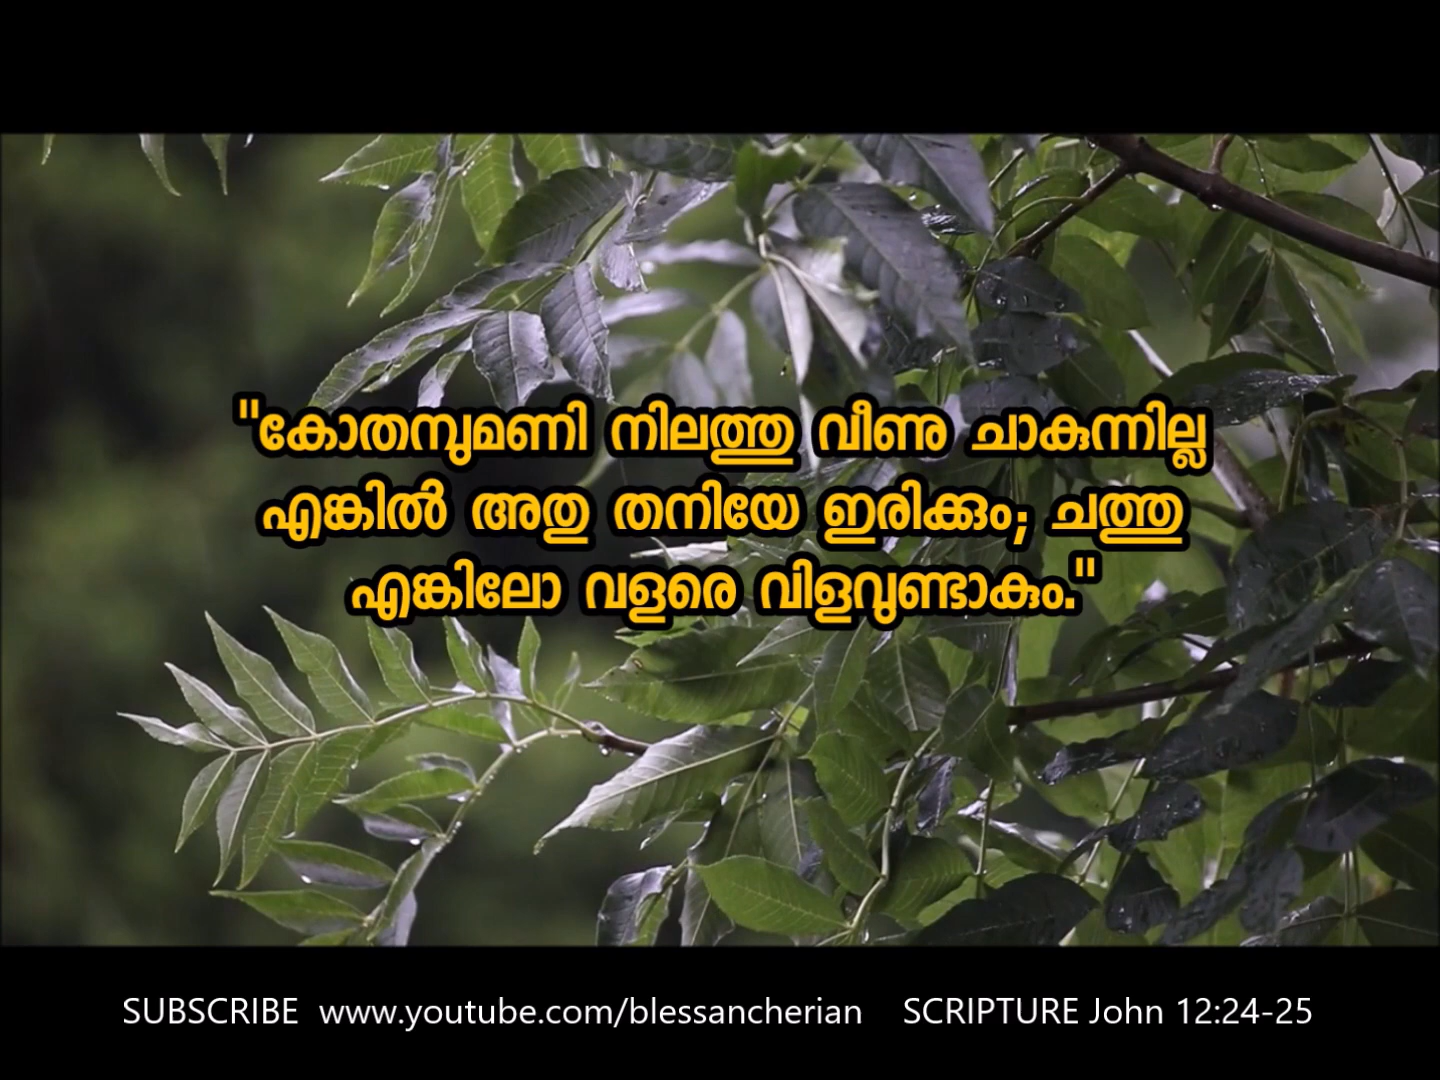 "കോതമ്പുമണി നിലത്തു വീണു ചാകുന്നില്ല
എങ്കിൽ അതു തനിയേ ഇരിക്കും; ചത്തു
എങ്കിലോ വളരെ വിളവുണ്ടാകും."
SUBSCRIBE www.youtube.com/blessancherian SCRIPTURE John 12:24-25